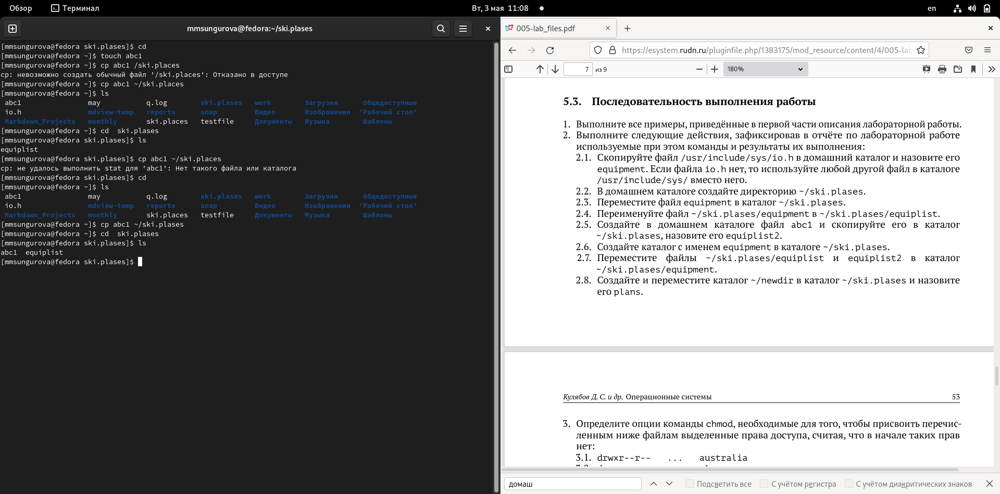 Обзор
Терминал
Вт, 3 мая 11:08
en
mmsungurova@fedora:~/ski.plases
[mmsungurova@fedora ski.plases]$ cd
[mmsungurova@fedora ~]$ touch abc1
[mmsungurova@fedora ~]$ cp abc1 /ski.places
cp: невозможно создать обычный файл '/ski.places': Отказано в доступе
[mmsungurova@fedora ~]$ cp abc1 ~/ski.places
[mmsungurova@fedora ~]$ ls
abc1 may q.log ski.plases work Загрузки Общедоступные
io.h mdview-temp reports snap Видео Изображения 'Рабочий стол'
Markdown_Projects monthly ski.places testfile Документы Музыка Шаблоны
[mmsungurova@fedora ~]$ cd  ski.plases
[mmsungurova@fedora ski.plases]$ ls
equiplist
[mmsungurova@fedora ski.plases]$ cp abc1 ~/ski.places
cp: не удалось выполнить stat для 'abc1': Нет такого файла или каталога
[mmsungurova@fedora ski.plases]$ cd
[mmsungurova@fedora ~]$ ls
abc1 may q.log ski.plases work Загрузки Общедоступные
io.h mdview-temp reports snap Видео Изображения 'Рабочий стол'
Markdown_Projects monthly ski.places testfile Документы Музыка Шаблоны
[mmsungurova@fedora ~]$ cp abc1 ~/ski.plases
[mmsungurova@fedora ~]$ cd  ski.plases
[mmsungurova@fedora ski.plases]$ ls
abc1  equiplist
[mmsungurova@fedora ski.plases]$
005-lab_files.pdf
https://esystem.rudn.ru/pluginfile.php/1383175/mod_resource/content/4/005-lab
7 из 9
180%
5.3. Последовательность выполнения работы
1. Выполните все примеры, приведённые в первой части описания лабораторной работы.
2. Выполните следующие действия, зафиксировав в отчёте по лабораторной работе
используемые при этом команды и результаты их выполнения:
2.1. Скопируйте файл /usr/include/sys/io.h в домашний каталог и назовите его
equipment. Если файла io.h нет, то используйте любой другой файл в каталоге
/usr/include/sys/ вместо него.
2.2. В домашнем каталоге создайте директорию ~/ski.plases.
2.3. Переместите файл equipment в каталог ~/ski.plases.
2.4. Переименуйте файл ~/ski.plases/equipment в ~/ski.plases/equiplist.
2.5. Создайте в домашнем каталоге файл abc1 и скопируйте его в каталог
~/ski.plases, назовите его equiplist2.
2.6. Создайте каталог с именем equipment в каталоге ~/ski.plases.
2.7. Переместите файлы ~/ski.plases/equiplist и equiplist2 в каталог
~/ski.plases/equipment.
2.8. Создайте и переместите каталог ~/newdir в каталог ~/ski.plases и назовите
его plans.
Кулябов Д. С. и др. Операционные системы 53
3. Определите опции команды chmod, необходимые для того, чтобы присвоить перечис-
ленным ниже файлам выделенные права доступа, считая, что в начале таких прав
нет:
3.1. drwxr--r-- ... australia
домаш
Подсветить все
С учётом регистра
С учётом диакритических знаков